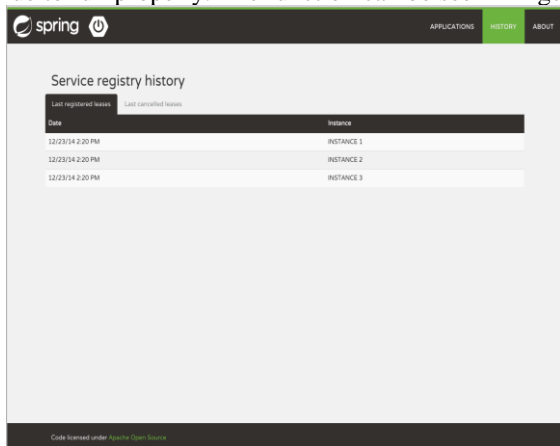 spring
APPLICATIONS HISTORY ABOUT
Service registry history
Last registered leases Last cancelled leases
Date Instance
12/23/14 2:20 PM INSTANCE 1
12/23/14 2:20 PM INSTANCE 2
12/23/14 2:20 PM INSTANCE 3
Code licensed under Apache Open Source